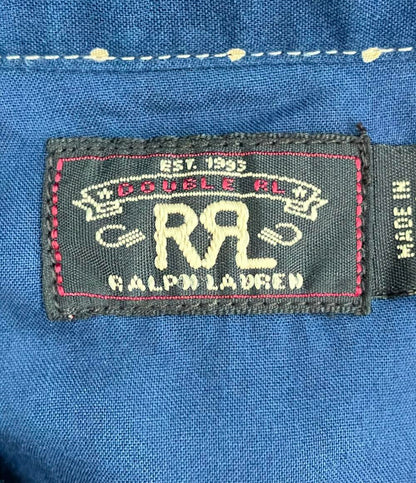 EST. 1993
"DOUBLE RL"
RRL
RALPH LAUREN
MADE IN